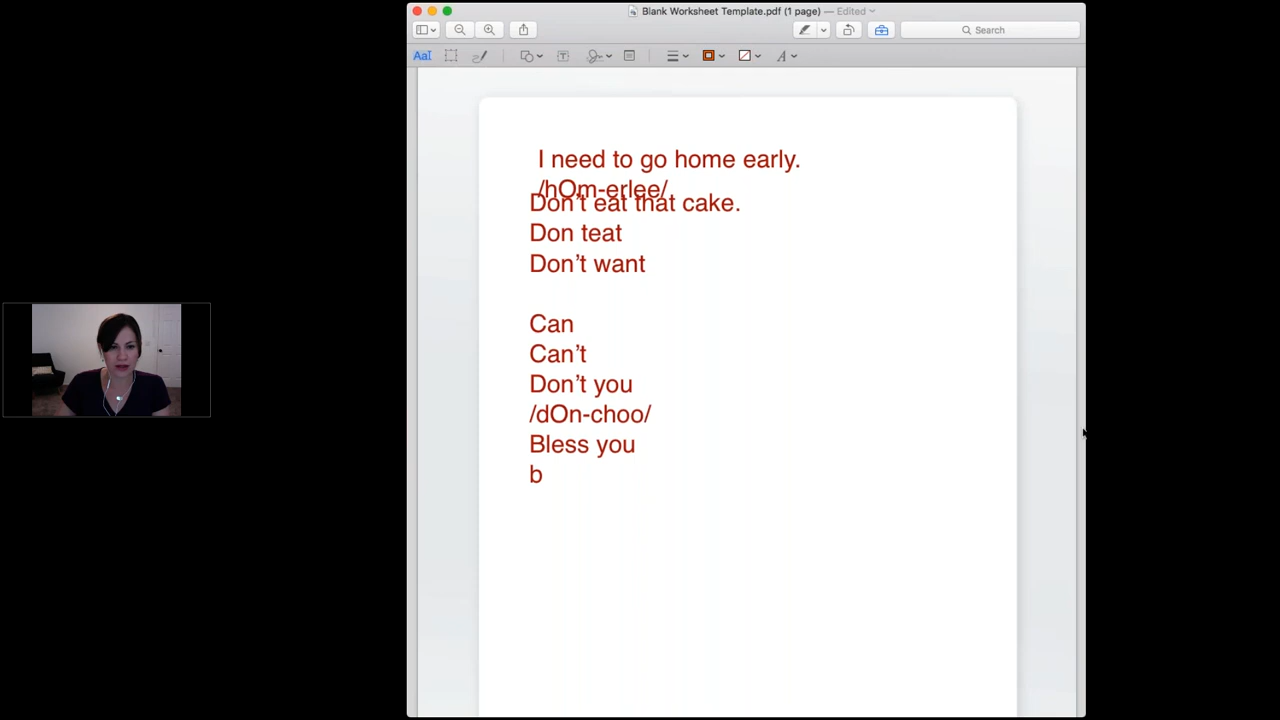 Blank Worksheet Template.pdf (1 page) — Edited
Search
AaI
T
A
I need to go home early.
/hOm-erlee/
Don't eat that cake.
Don teat
Don't want
Can
Can't
Don't you
/dOn-choo/
Bless you
b